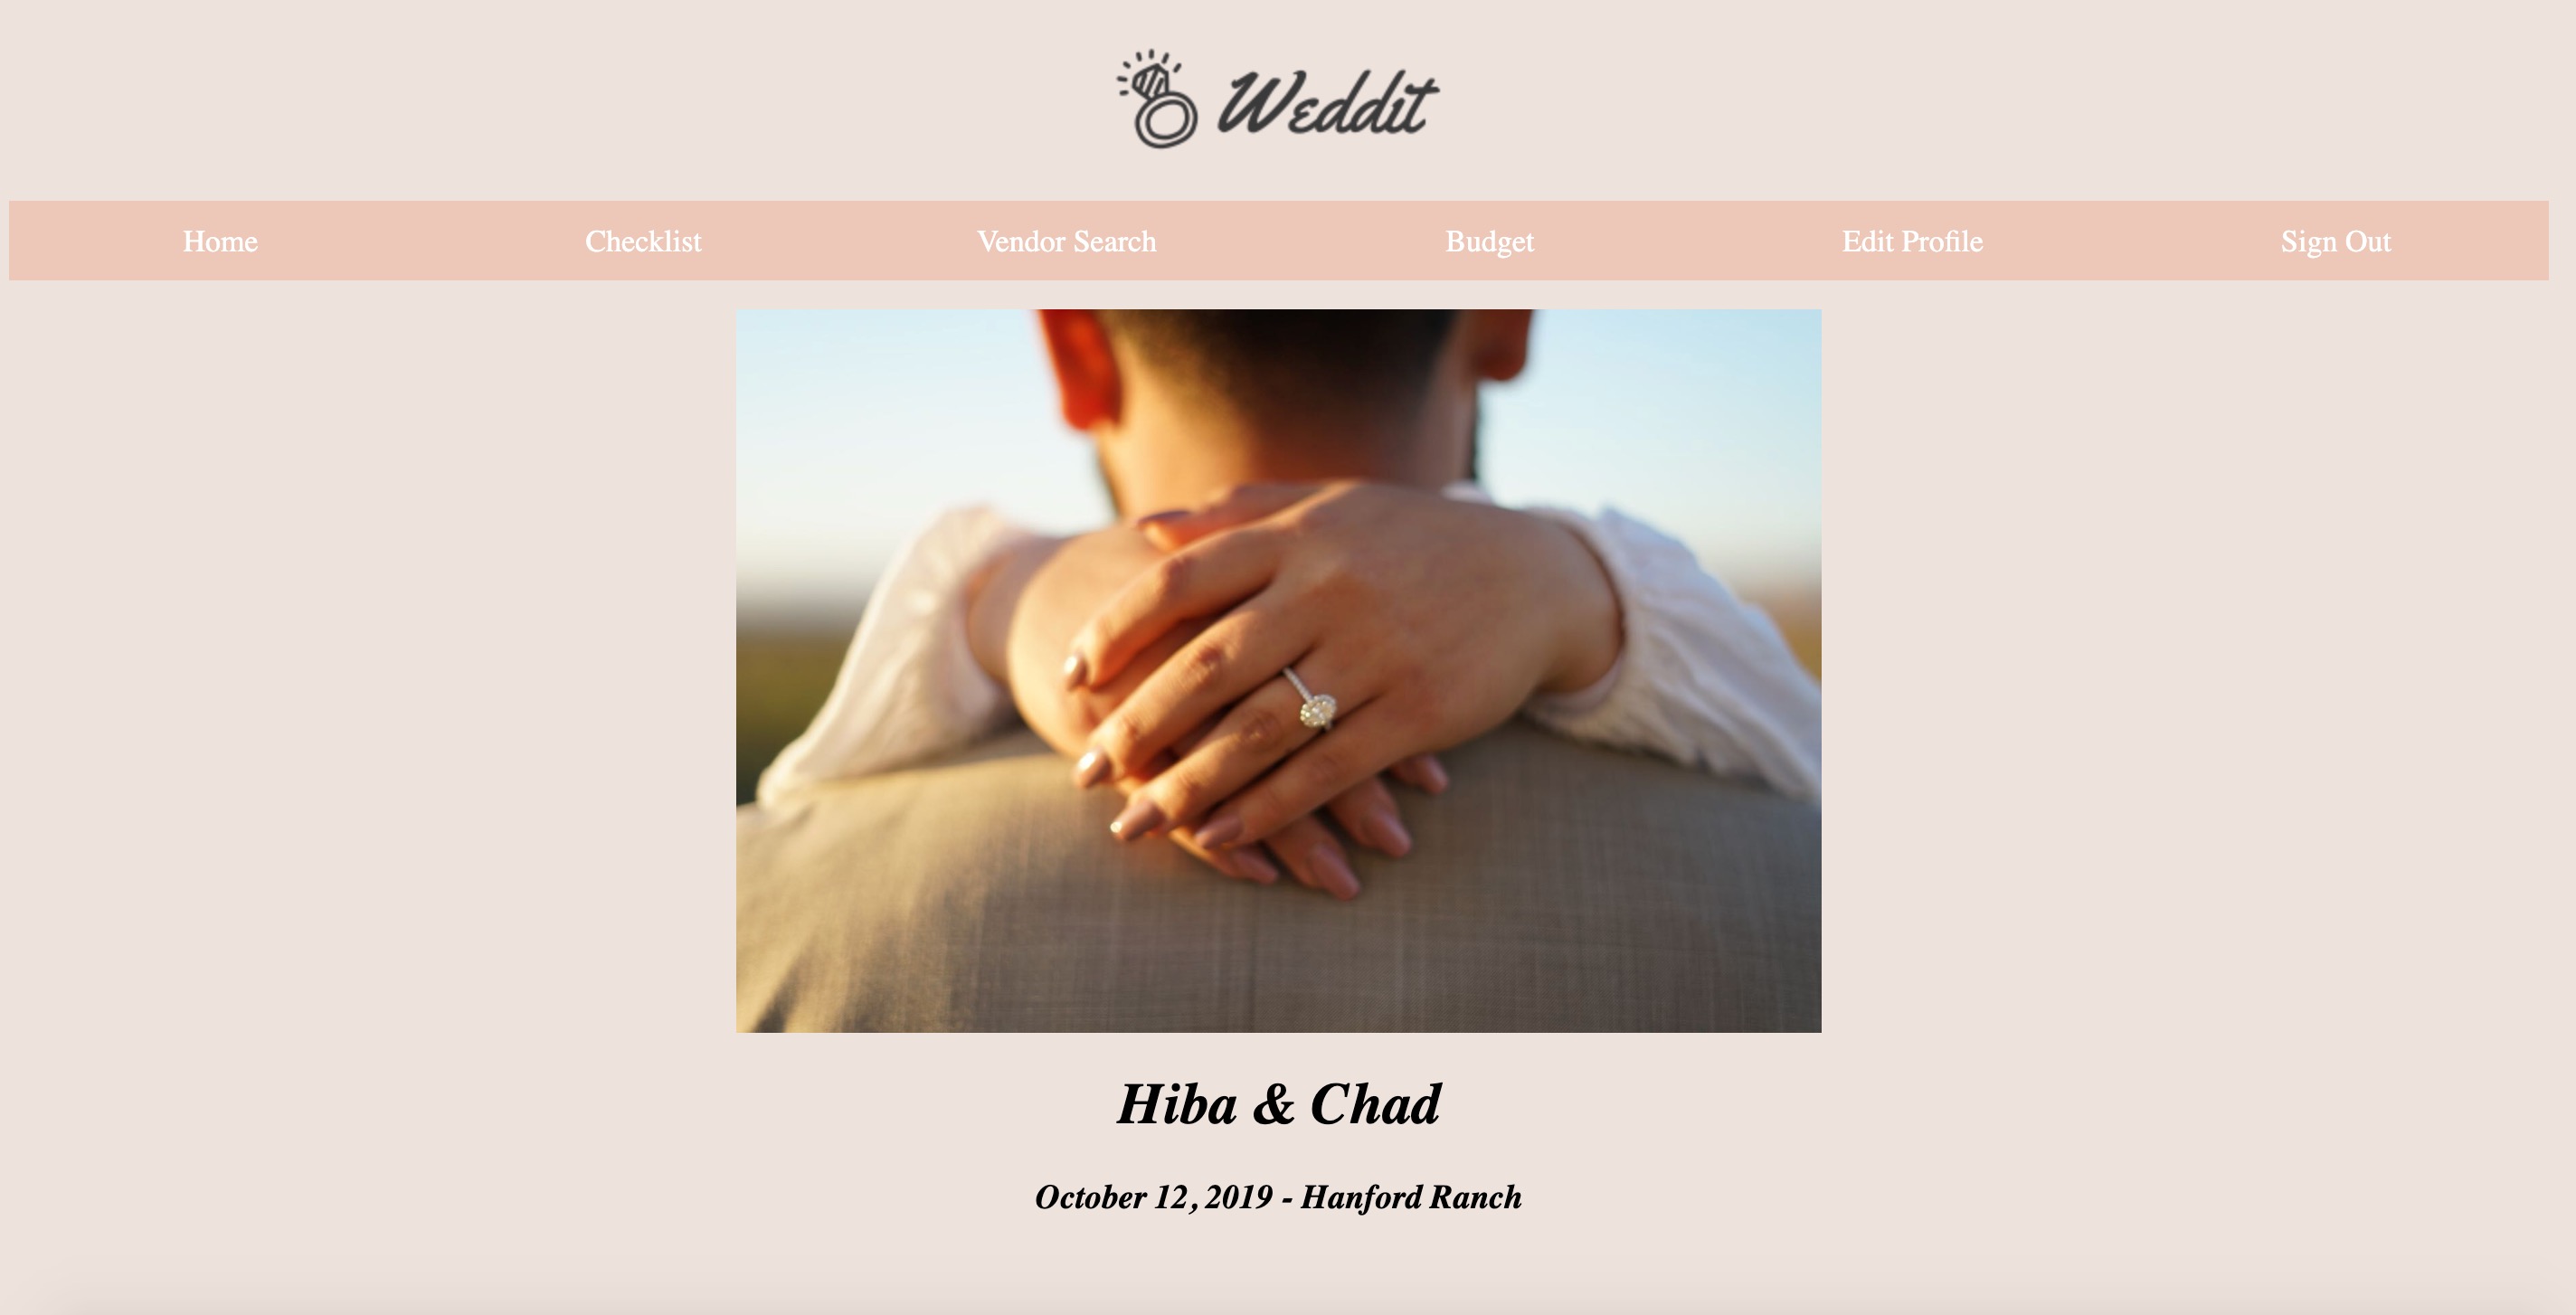 Weddit
Home Checklist Vendor Search Budget Edit Profile Sign Out
Hiba & Chad
October 12, 2019 - Hanford Ranch